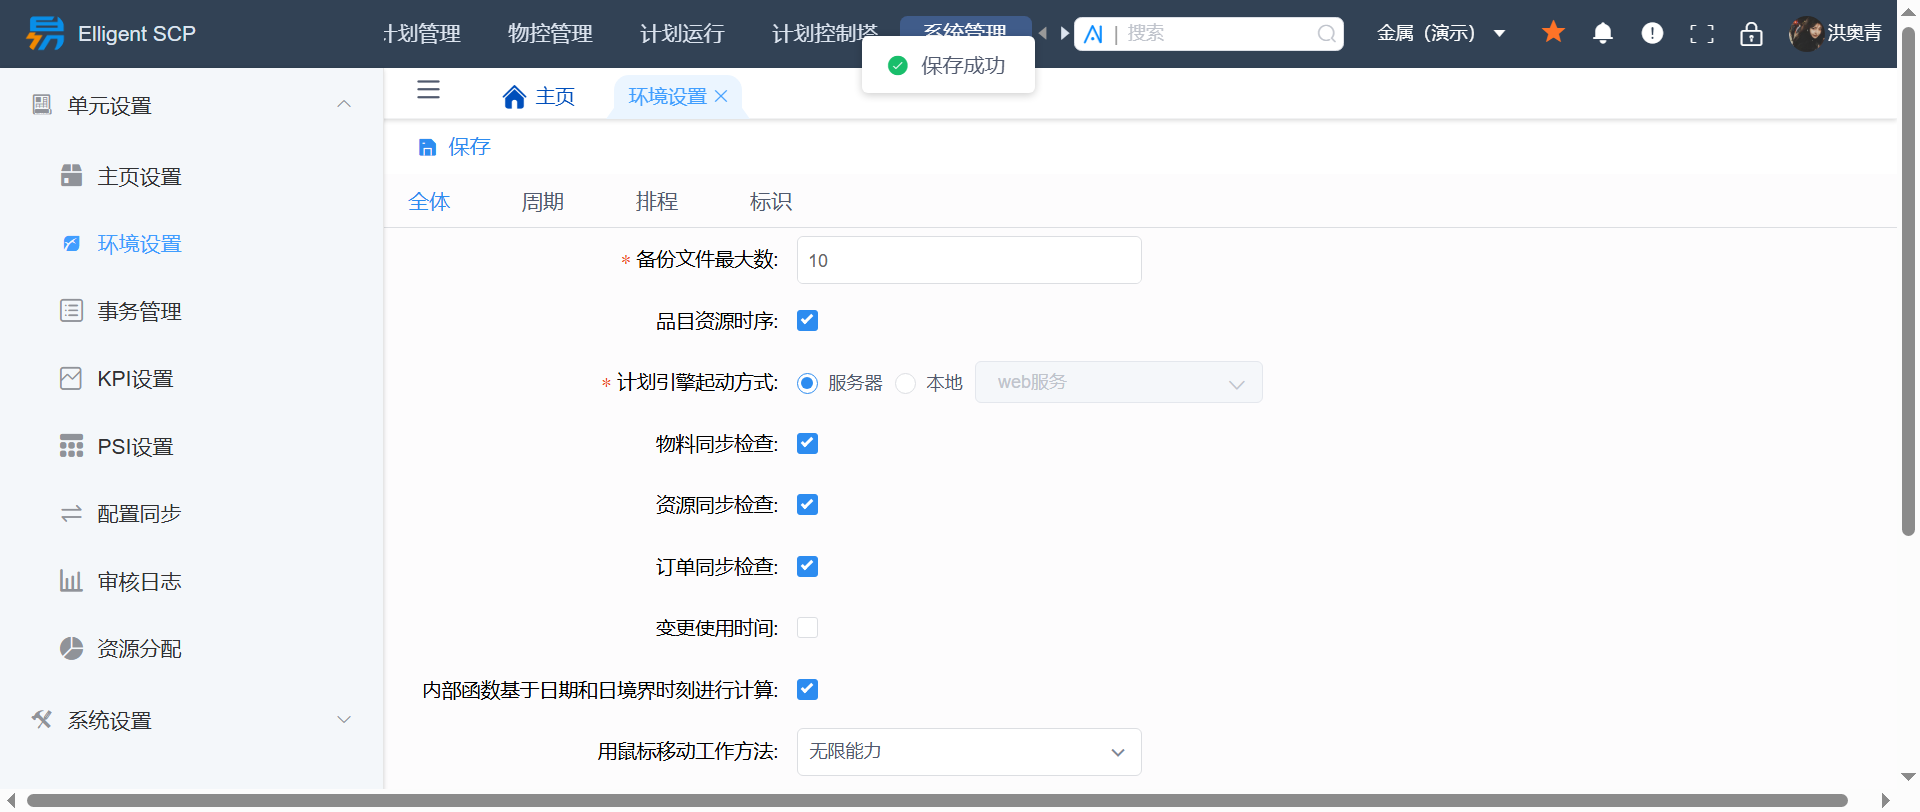 Elligent SCP
计划管理
物控管理
计划运行
计划控制塔
系统管理
AI | 搜索
金属（演示）
洪奥青
保存成功
单元设置
主页设置
环境设置
事务管理
KPI设置
PSI设置
配置同步
审核日志
资源分配
系统设置
主页
环境设置
保存
全体
周期
排程
标识
* 备份文件最大数: 10
品目资源时序:
* 计划引擎起动方式: 服务器 本地 web服务
物料同步检查:
资源同步检查:
订单同步检查:
变更使用时间:
内部函数基于日期和日境界时刻进行计算:
用鼠标移动工作方法: 无限能力